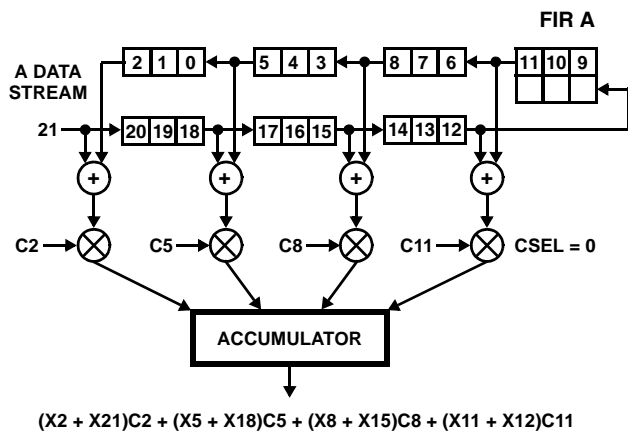 FIR A
2 1 0 5 4 3 8 7 6 11 10 9
A DATA
STREAM
21 20 19 18 17 16 15 14 13 12
+ + + +
C2 C5 C8 C11 CSEL = 0
ACCUMULATOR
(X2 + X21)C2 + (X5 + X18)C5 + (X8 + X15)C8 + (X11 + X12)C11